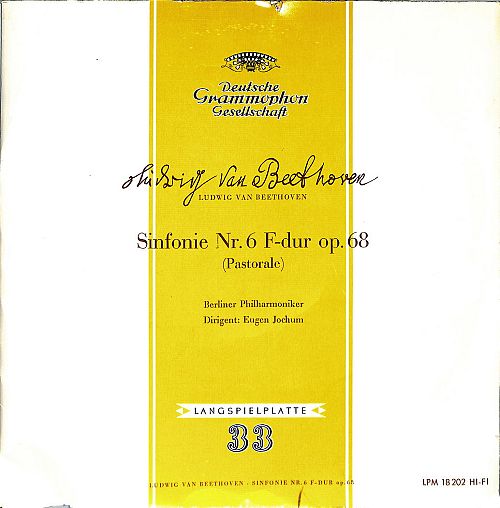 Deutsche
Grammophon
Gesellschaft
Ludwig van Beethoven
LUDWIG VAN BEETHOVEN
Sinfonie Nr. 6 F-dur op. 68
(Pastorale)
Berliner Philharmoniker
Dirigent: Eugen Jochum
LANGSPIELPLATTE
33
LUDWIG VAN BEETHOVEN · SINFONIE NR. 6 F-DUR op. 68
LPM 18 202 HI-FI